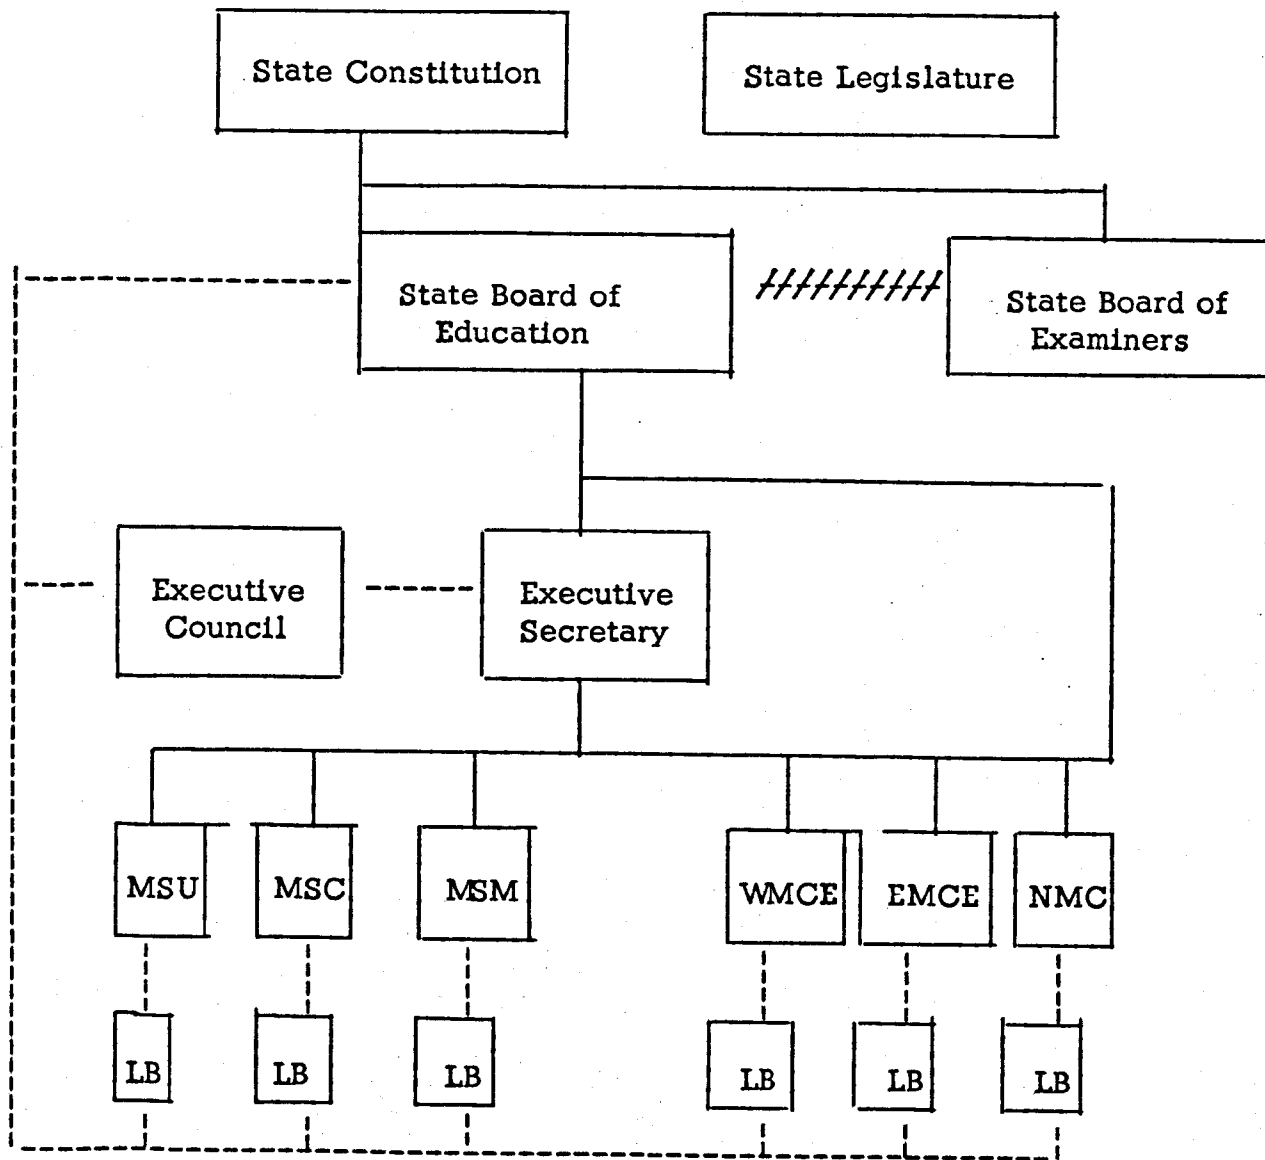 State Constitution
State Legislature
State Board of
Education
State Board of
Examiners
Executive
Council
Executive
Secretary
MSU
MSC
MSM
WMCE
EMCE
NMC
LB
LB
LB
LB
LB
LB